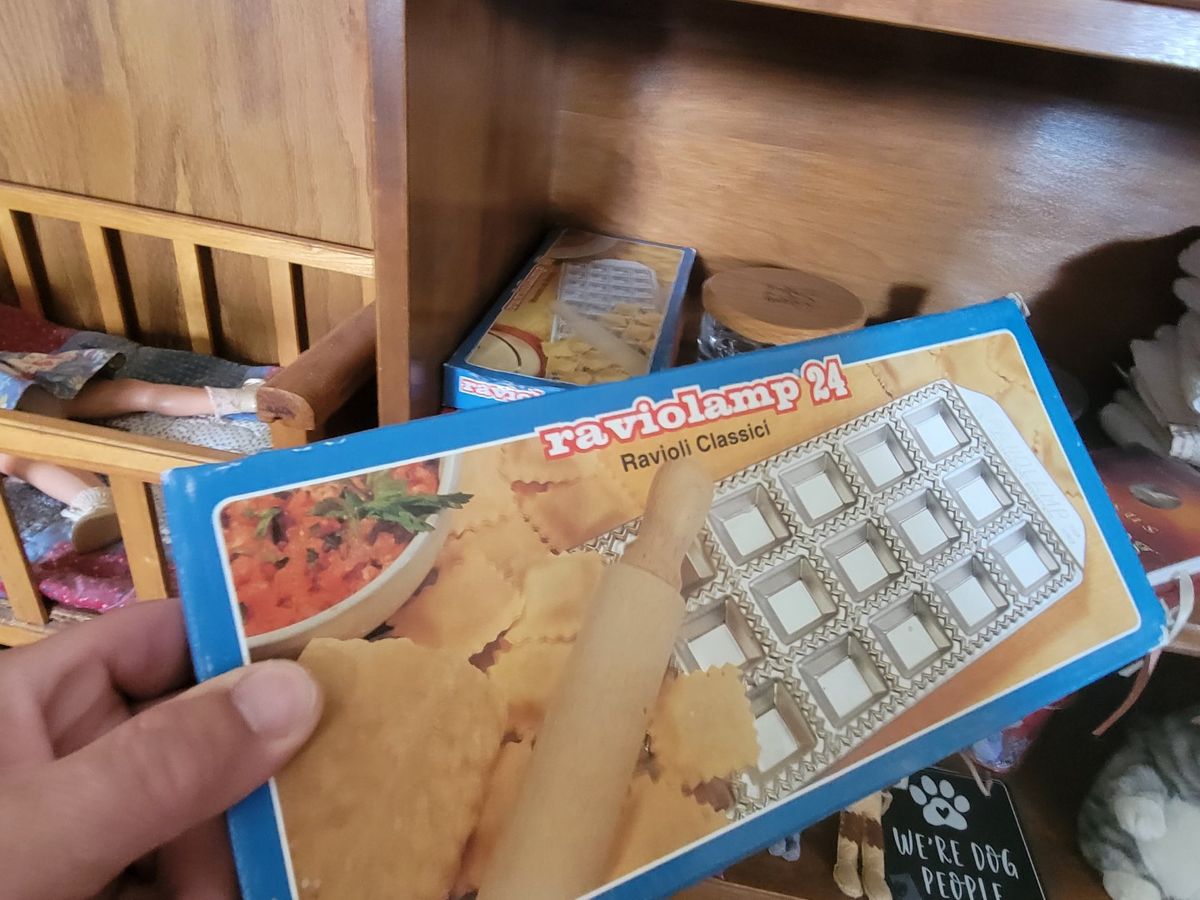 raviolamp 24
Ravioli Classici
WE'RE DOG
PEOPLE